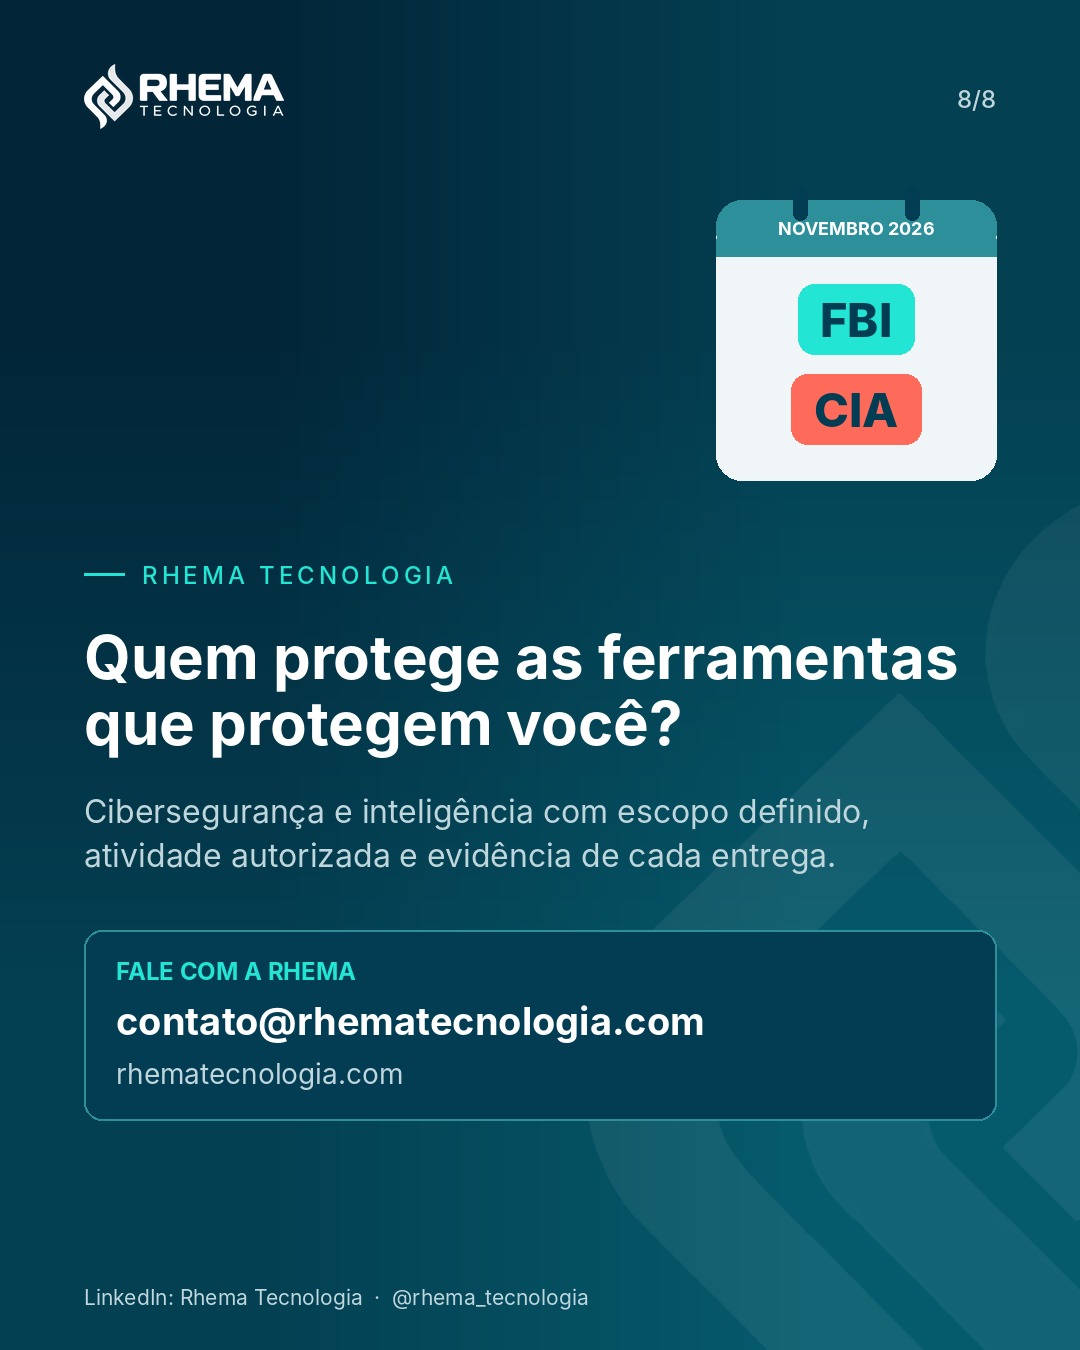 RHEMA
TECNOLOGIA
8/8
NOVEMBRO 2026
FBI
CIA
RHEMA TECNOLOGIA
Quem protege as ferramentas
que protegem você?
Cibersegurança e inteligência com escopo definido,
atividade autorizada e evidência de cada entrega.
FALE COM A RHEMA
contato@rhematecnologia.com
rhematecnologia.com
LinkedIn: Rhema Tecnologia · @rhema_tecnologia